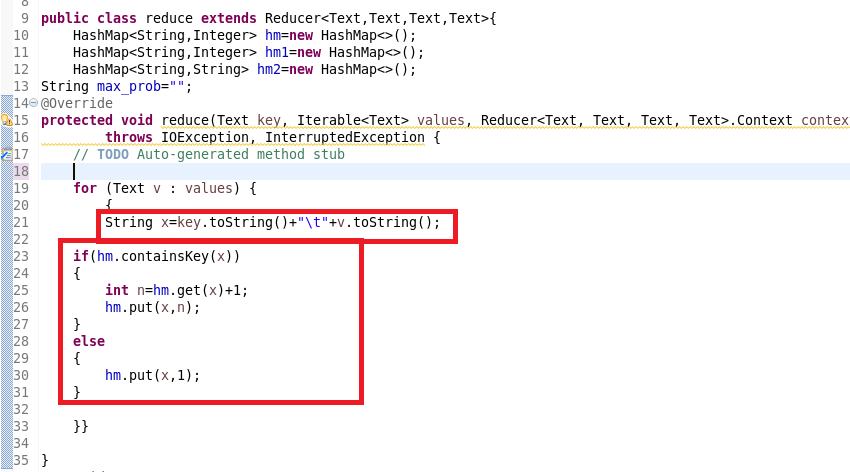 8
9 public class reduce extends Reducer<Text,Text,Text,Text>{
10     HashMap<String,Integer> hm=new HashMap<>();
11     HashMap<String,Integer> hm1=new HashMap<>();
12     HashMap<String,String> hm2=new HashMap<>();
13 String max_prob="";
14 @Override
15 protected void reduce(Text key, Iterable<Text> values, Reducer<Text, Text, Text, Text>.Context contex
16         throws IOException, InterruptedException {
17     // TODO Auto-generated method stub
18
19     for (Text v : values) {
20         {
21         String x=key.toString()+"\t"+v.toString();
22
23     if(hm.containsKey(x))
24     {
25         int n=hm.get(x)+1;
26         hm.put(x,n);
27     }
28     else
29     {
30         hm.put(x,1);
31     }
32
33     }}
34
35 }